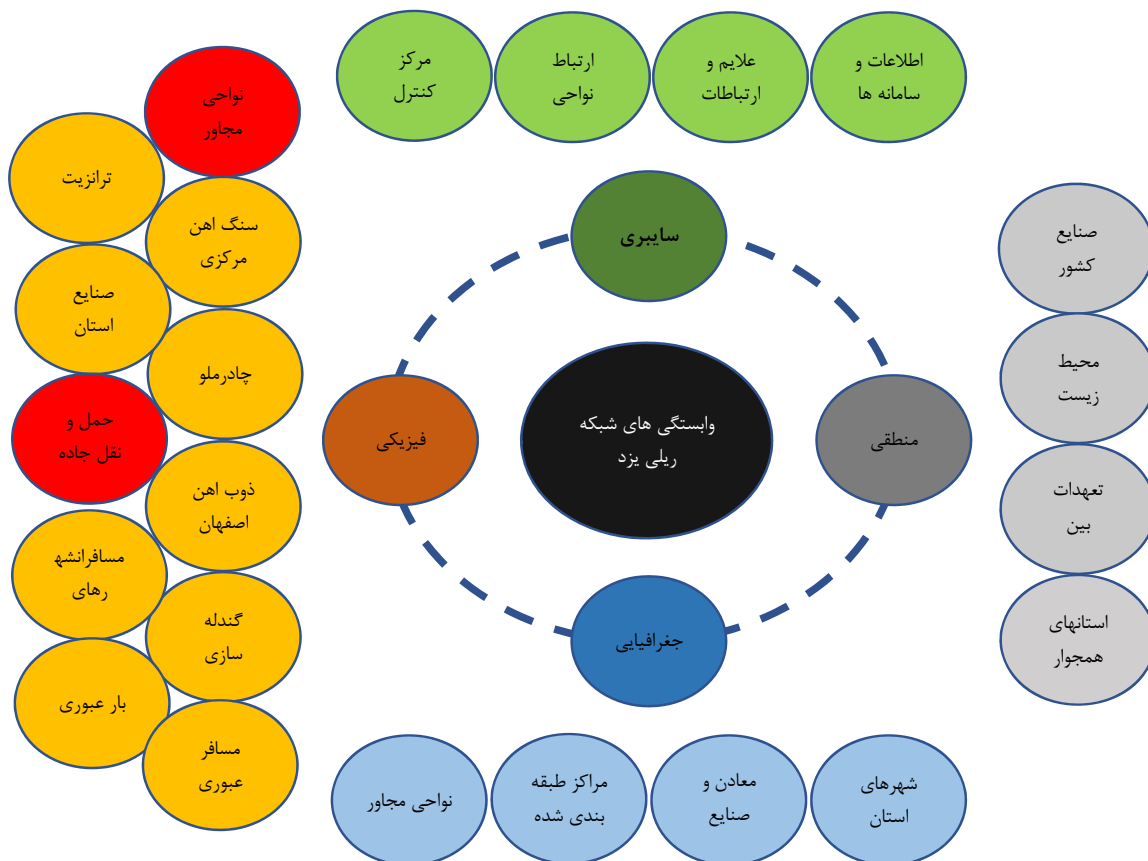 اطلاعات و
سامانه ها
علایم و
ارتباطات
ارتباط
نواحی
مرکز
کنترل
نواحی
مجاور
ترانزیت
سنگ اهن
مرکزی
صنایع
استان
چادرملو
حمل و
نقل جاده
ذوب اهن
اصفهان
مسافرانشه
رهای
گندله
سازی
بار عبوری
مسافر
عبوری
سایبری
فیزیکی
وابستگی های شبکه
ریلی یزد
منطقی
جغرافیایی
صنایع
کشور
محیط
زیست
تعهدات
بین
استانهای
همجوار
شهرهای
استان
معادن و
صنایع
مراکز طبقه
بندی شده
نواحی مجاور